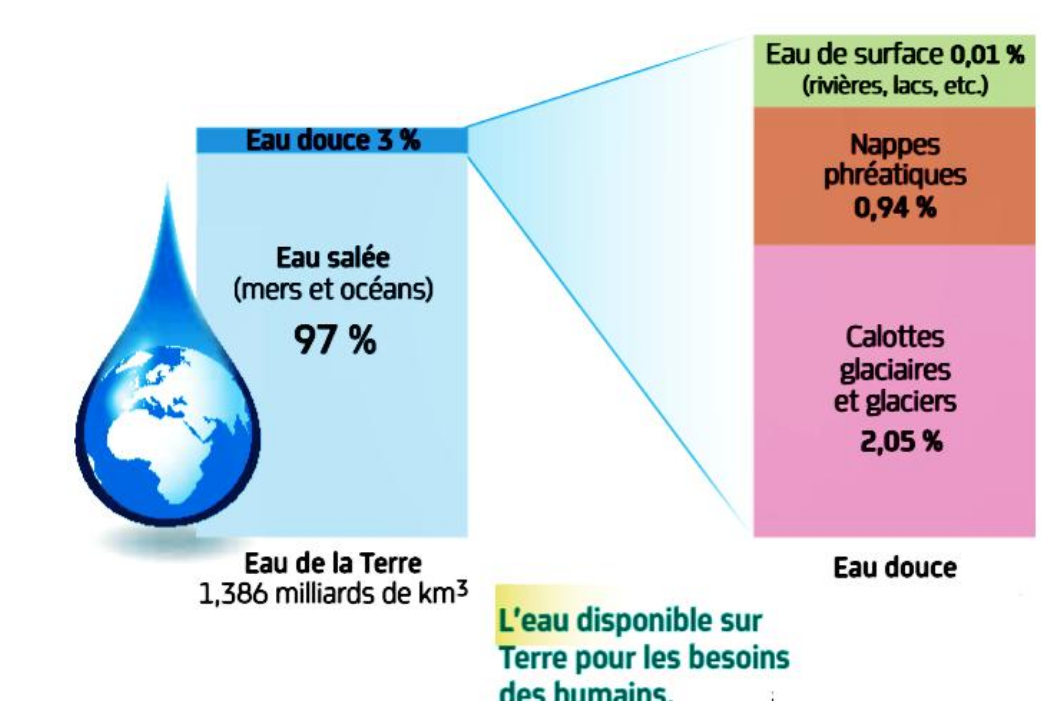 Eau douce 3 %
Eau salée
(mers et océans)
97 %
Eau de la Terre
1,386 milliards de km³
Eau de surface 0,01 %
(rivières, lacs, etc.)
Nappes
phréatiques
0,94 %
Calottes
glaciaires
et glaciers
2,05 %
Eau douce
L'eau disponible sur
Terre pour les besoins
des humains.